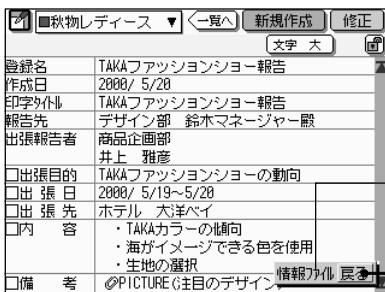 ■秋物レディース ▼ 一覧へ 新規作成 修正
文字 大
登録名 TAKAファッションショー報告
作成日 2000/ 5/20
印字タイトル TAKAファッションショー報告
報告先 デザイン部 鈴木マネージャー殿
出張報告者 商品企画部
井上 雅彦
□出張目的 TAKAファッションショーの動向
□出 張 日 2000/ 5/19~5/20
□出 張 先 ホテル 大洋ベイ
□内 容 ・TAKAカラーの傾向
・海がイメージできる色を使用
・生地の選択
□備 考 PICTURE(注目のデザイン 情報ファイル 戻る